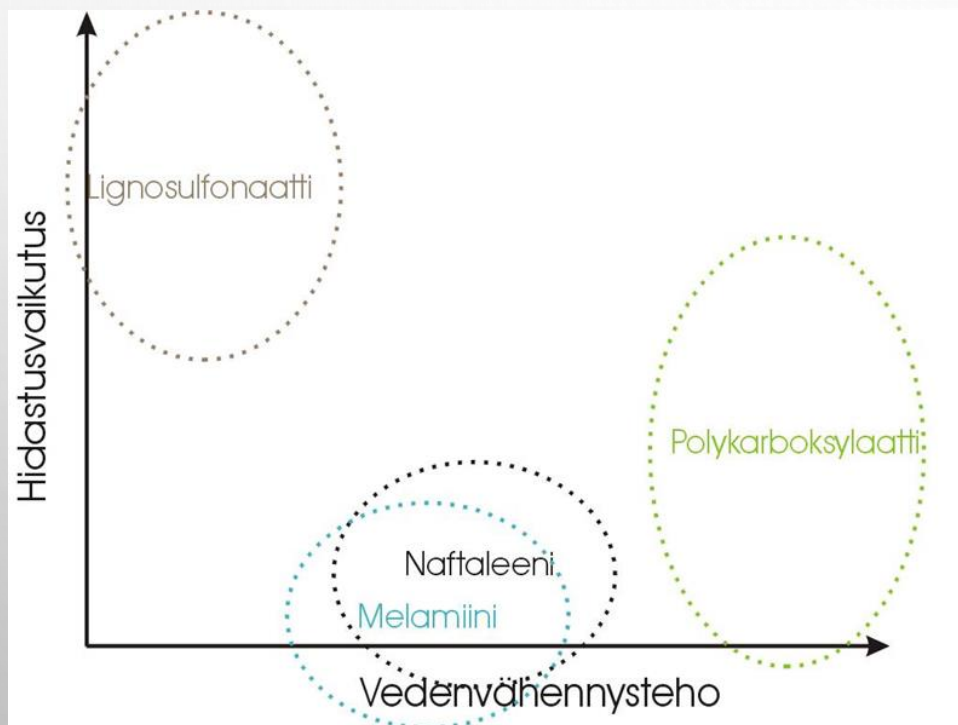 Hidastusvaikutus
Lignosulfonaatti
Polykarboksylaatti
Naftaleeni
Melamiini
Vedenvähennysteho